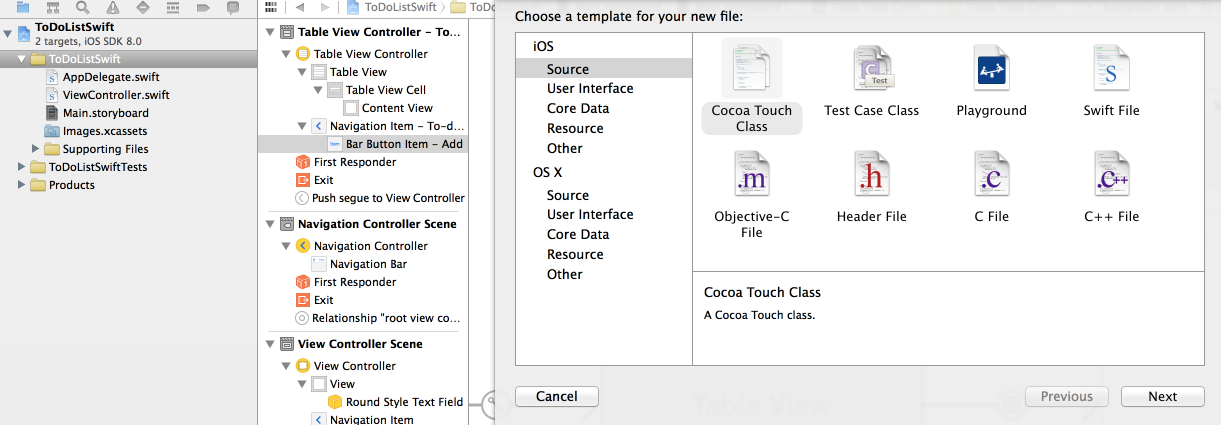 ToDoListSwift
2 targets, iOS SDK 8.0
ToDoListSwift
AppDelegate.swift
ViewController.swift
Main.storyboard
Images.xcassets
Supporting Files
ToDoListSwiftTests
Products
ToDoListSwift
ToDo
Table View Controller – To...
Table View Controller
Table View
Table View Cell
Content View
Navigation Item – To-d...
Item
Bar Button Item – Add
First Responder
Exit
Push segue to View Controller
Navigation Controller Scene
Navigation Controller
Navigation Bar
First Responder
Exit
Relationship "root view co...
View Controller Scene
View Controller
View
Round Style Text Field
Navigation Item
Choose a template for your new file:
iOS
Source
User Interface
Core Data
Resource
Other
OS X
Source
User Interface
Core Data
Resource
Other
Cocoa Touch
Class
C
Test
Test Case Class
Playground
S
Swift File
.m
Objective-C
File
.h
Header File
.c
C File
.c++
C++ File
Cocoa Touch Class
A Cocoa Touch class.
Table View
Cancel
Previous
Next